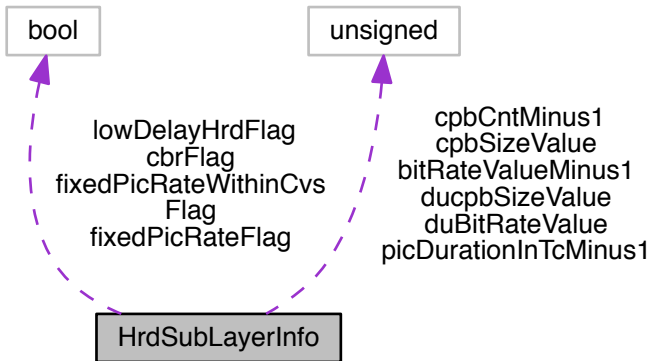 bool
unsigned
lowDelayHrdFlag
cbrFlag
fixedPicRateWithinCvs
Flag
fixedPicRateFlag
cpbCntMinus1
cpbSizeValue
bitRateValueMinus1
ducpbSizeValue
duBitRateValue
picDurationInTcMinus1
HrdSubLayerInfo